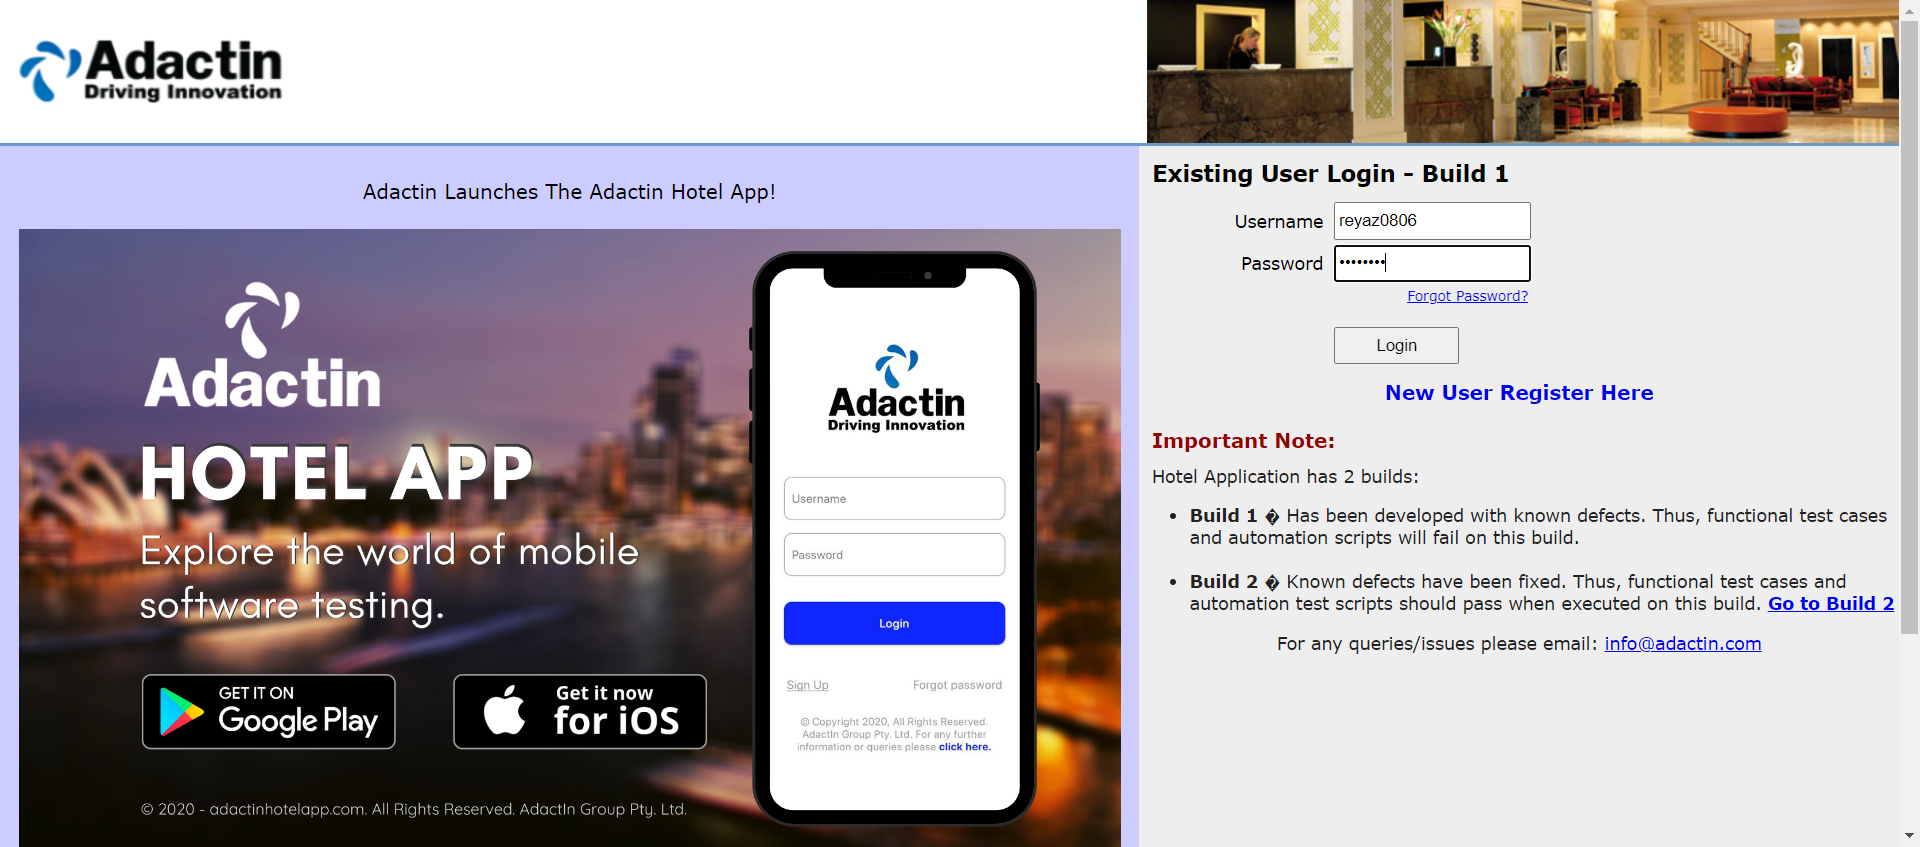 Adactin
Driving Innovation
Adactin Launches The Adactin Hotel App!
Adactin
HOTEL APP
Explore the world of mobile
software testing.
GET IT ON
Google Play
Get it now
for iOS
© 2020 - adactinhotelapp.com. All Rights Reserved. AdactIn Group Pty. Ltd.
Adactin
Driving Innovation
Username
Password
Login
Sign Up
Forgot password
© Copyright 2020, All Rights Reserved.
AdactIn Group Pty. Ltd. For any further
information or queries please click here.
Existing User Login - Build 1
Username reyaz0806
Password ••••••••
Forgot Password?
Login
New User Register Here
Important Note:
Hotel Application has 2 builds:
• Build 1 � Has been developed with known defects. Thus, functional test cases
and automation scripts will fail on this build.
• Build 2 � Known defects have been fixed. Thus, functional test cases and
automation test scripts should pass when executed on this build. Go to Build 2
For any queries/issues please email: info@adactin.com